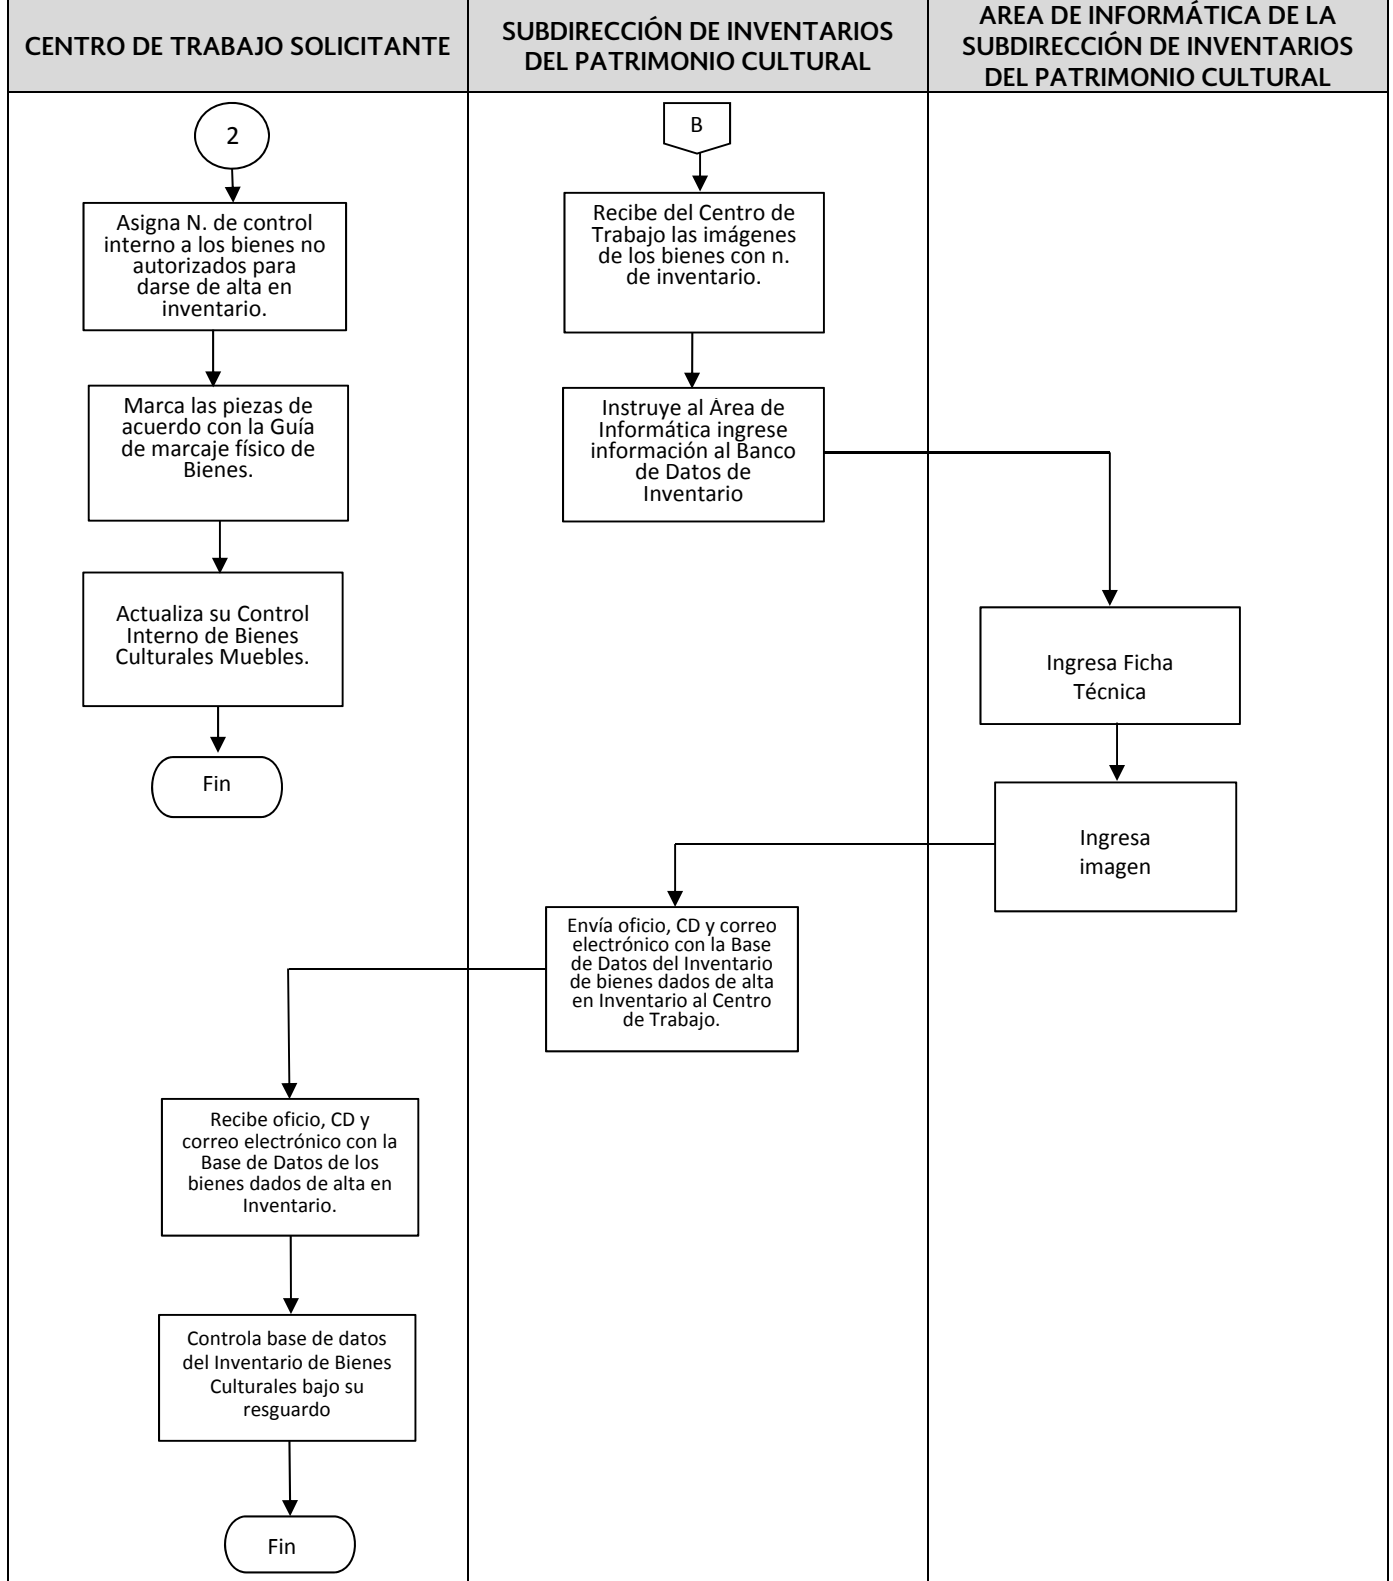 CENTRO DE TRABAJO SOLICITANTE
SUBDIRECCIÓN DE INVENTARIOS
DEL PATRIMONIO CULTURAL
AREA DE INFORMÁTICA DE LA
SUBDIRECCIÓN DE INVENTARIOS
DEL PATRIMONIO CULTURAL
2
Asigna N. de control
interno a los bienes no
autorizados para
darse de alta en
inventario.
Marca las piezas de
acuerdo con la Guía
de marcaje físico de
Bienes.
Actualiza su Control
Interno de Bienes
Culturales Muebles.
Fin
B
Recibe del Centro de
Trabajo las imágenes
de los bienes con n.
de inventario.
Instruye al Área de
Informática ingrese
información al Banco
de Datos de
Inventario
Ingresa Ficha
Técnica
Ingresa
imagen
Envía oficio, CD y correo
electrónico con la Base
de Datos del Inventario
de bienes dados de alta
en Inventario al Centro
de Trabajo.
Recibe oficio, CD y
correo electrónico con la
Base de Datos de los
bienes dados de alta en
Inventario.
Controla base de datos
del Inventario de Bienes
Culturales bajo su
resguardo
Fin